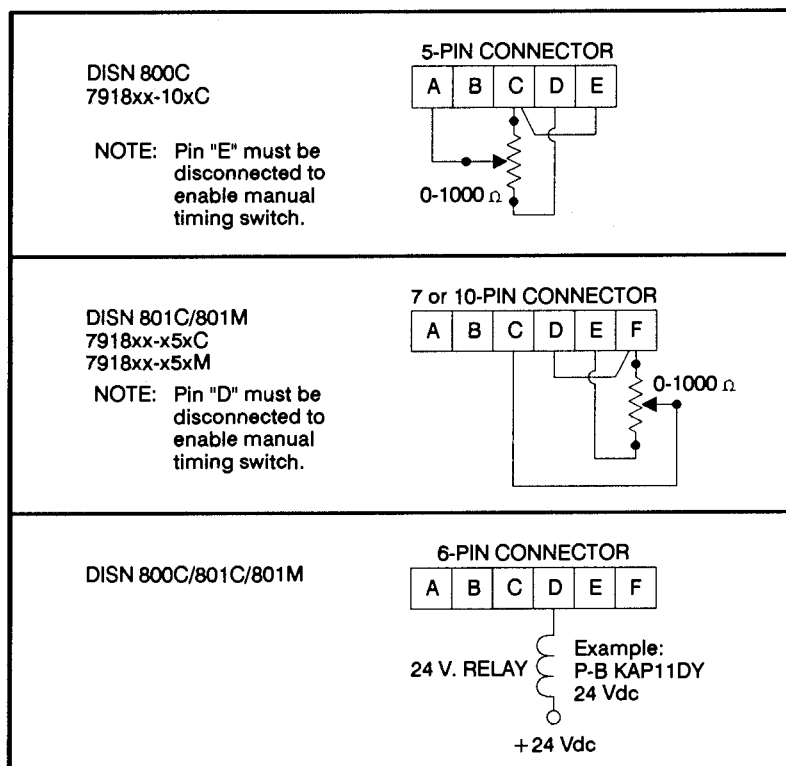 DISN 800C
7918xx-10xC
NOTE: Pin "E" must be
disconnected to
enable manual
timing switch.
5-PIN CONNECTOR
A B C D E
0-1000 Ω
DISN 801C/801M
7918xx-x5xC
7918xx-x5xM
NOTE: Pin "D" must be
disconnected to
enable manual
timing switch.
7 or 10-PIN CONNECTOR
A B C D E F
0-1000 Ω
DISN 800C/801C/801M
6-PIN CONNECTOR
A B C D E F
24 V. RELAY
Example:
P-B KAP11DY
24 Vdc
+24 Vdc